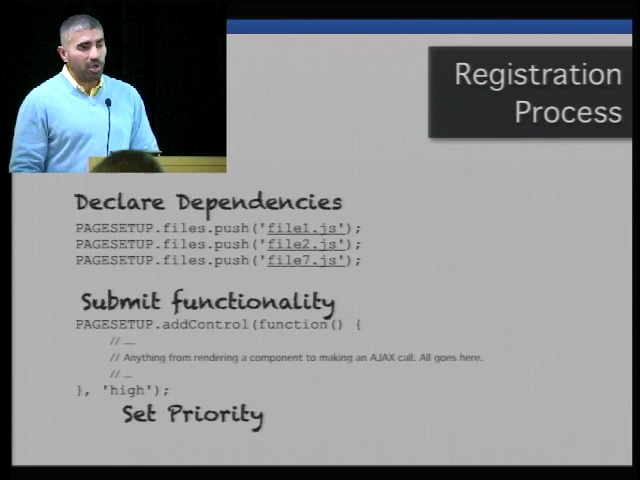 Registration
Process
Declare Dependencies
PAGESETUP.files.push('file1.js');
PAGESETUP.files.push('file2.js');
PAGESETUP.files.push('file7.js');
Submit functionality
PAGESETUP.addControl(function() {
// ....
// Anything from rendering a component to making an AJAX call. All goes here.
// ...
}, 'high');
Set Priority